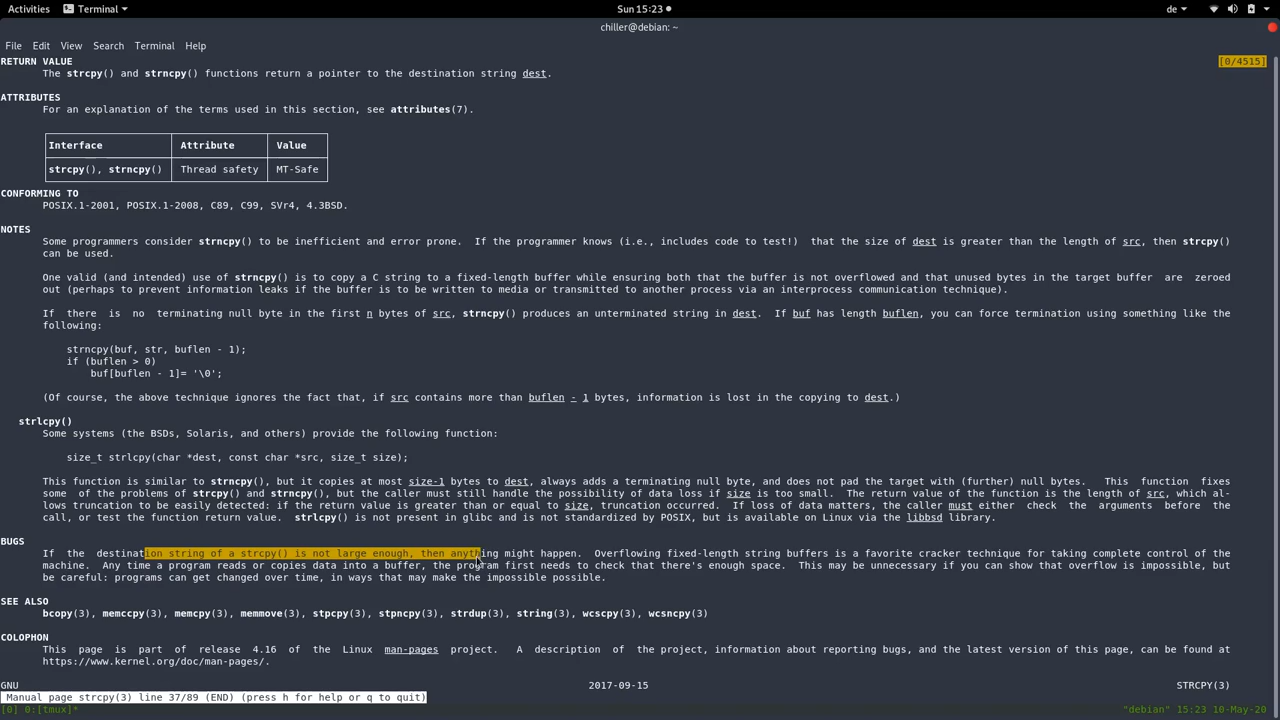 Activities Terminal Sun 15:23 de
chiller@debian: ~
File Edit View Search Terminal Help
RETURN VALUE
The strcpy() and strncpy() functions return a pointer to the destination string dest. [0/4515]
ATTRIBUTES
For an explanation of the terms used in this section, see attributes(7).
Interface Attribute Value
strcpy(), strncpy() Thread safety MT-Safe
CONFORMING TO
POSIX.1-2001, POSIX.1-2008, C89, C99, SVr4, 4.3BSD.
NOTES
Some programmers consider strncpy() to be inefficient and error prone. If the programmer knows (i.e., includes code to test!) that the size of dest is greater than the length of src, then strcpy()
can be used.
One valid (and intended) use of strncpy() is to copy a C string to a fixed-length buffer while ensuring both that the buffer is not overflowed and that unused bytes in the target buffer are zeroed
out (perhaps to prevent information leaks if the buffer is to be written to media or transmitted to another process via an interprocess communication technique).
If there is no terminating null byte in the first n bytes of src, strncpy() produces an unterminated string in dest. If buf has length buflen, you can force termination using something like the
following:
strncpy(buf, str, buflen - 1);
if (buflen > 0)
buf[buflen - 1]= '\0';
(Of course, the above technique ignores the fact that, if src contains more than buflen - 1 bytes, information is lost in the copying to dest.)
strlcpy()
Some systems (the BSDs, Solaris, and others) provide the following function:
size_t strlcpy(char *dest, const char *src, size_t size);
This function is similar to strncpy(), but it copies at most size-1 bytes to dest, always adds a terminating null byte, and does not pad the target with (further) null bytes. This function fixes
some of the problems of strcpy() and strncpy(), but the caller must still handle the possibility of data loss if size is too small. The return value of the function is the length of src, which al-
lows truncation to be easily detected: if the return value is greater than or equal to size, truncation occurred. If loss of data matters, the caller must either check the arguments before the
call, or test the function return value. strlcpy() is not present in glibc and is not standardized by POSIX, but is available on Linux via the libbsd library.
BUGS
If the destination string of a strcpy() is not large enough, then anything might happen. Overflowing fixed-length string buffers is a favorite cracker technique for taking complete control of the
machine. Any time a program reads or copies data into a buffer, the program first needs to check that there's enough space. This may be unnecessary if you can show that overflow is impossible, but
be careful: programs can get changed over time, in ways that may make the impossible possible.
SEE ALSO
bcopy(3), memccpy(3), memcpy(3), memmove(3), stpcpy(3), stpncpy(3), strdup(3), string(3), wcscpy(3), wcsncpy(3)
COLOPHON
This page is part of release 4.16 of the Linux man-pages project. A description of the project, information about reporting bugs, and the latest version of this page, can be found at
https://www.kernel.org/doc/man-pages/.
GNU 2017-09-15 STRCPY(3)
Manual page strcpy(3) line 37/89 (END) (press h for help or q to quit)
[0] 0:[tmux]* "debian" 15:23 10-May-20